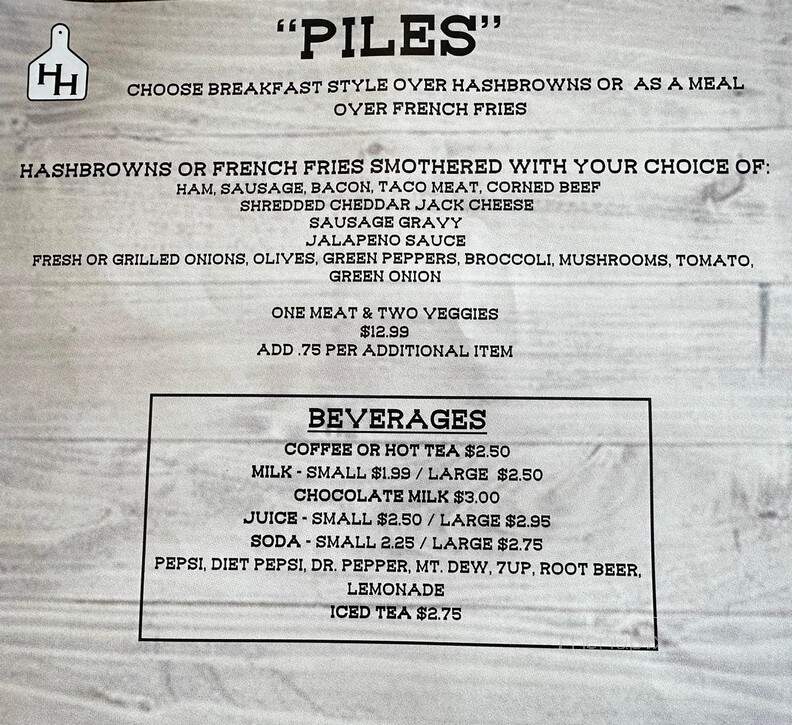 HH
"PILES"
CHOOSE BREAKFAST STYLE OVER HASHBROWNS OR AS A MEAL
OVER FRENCH FRIES
HASHBROWNS OR FRENCH FRIES SMOTHERED WITH YOUR CHOICE OF:
HAM, SAUSAGE, BACON, TACO MEAT, CORNED BEEF
SHREDDED CHEDDAR JACK CHEESE
SAUSAGE GRAVY
JALAPENO SAUCE
FRESH OR GRILLED ONIONS, OLIVES, GREEN PEPPERS, BROCCOLI, MUSHROOMS, TOMATO,
GREEN ONION
ONE MEAT & TWO VEGGIES
$12.99
ADD .75 PER ADDITIONAL ITEM
BEVERAGES
COFFEE OR HOT TEA $2.50
MILK - SMALL $1.99 / LARGE $2.50
CHOCOLATE MILK $3.00
JUICE - SMALL $2.50 / LARGE $2.95
SODA - SMALL 2.25 / LARGE $2.75
PEPSI, DIET PEPSI, DR. PEPPER, MT. DEW, 7UP, ROOT BEER,
LEMONADE
ICED TEA $2.75